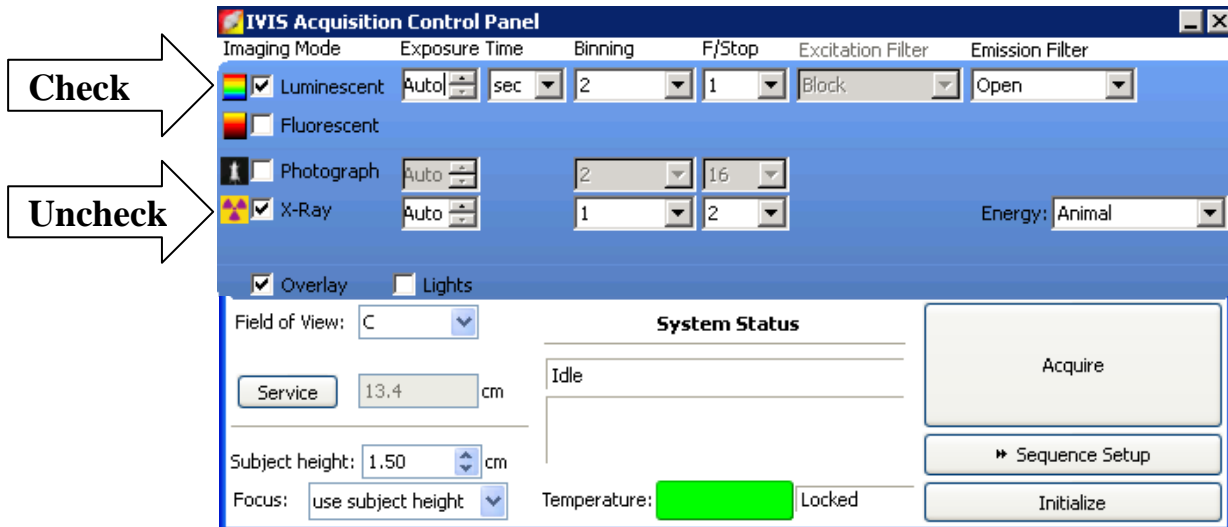 IVIS Acquisition Control Panel
Imaging Mode Exposure Time Binning F/Stop Excitation Filter Emission Filter
Check
Luminescent Auto sec 2 1 Block Open
Fluorescent
Photograph Auto 2 16
Uncheck
X-Ray Auto 1 2 Energy: Animal
Overlay Lights
Field of View: C
System Status
Acquire
Idle
Service 13.4 cm
Sequence Setup
Subject height: 1.50 cm
Focus: use subject height Temperature: Locked
Initialize